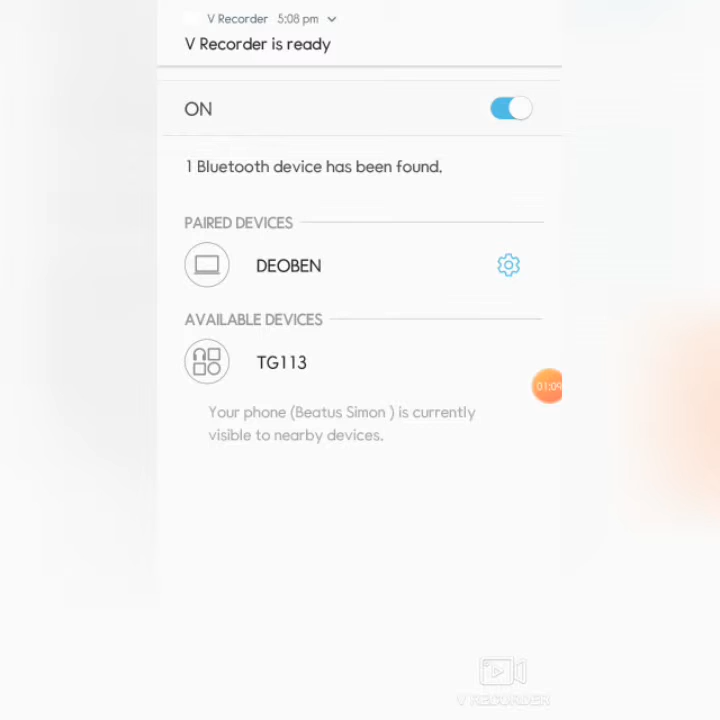 V Recorder 5:08 pm
V Recorder is ready
ON
1 Bluetooth device has been found.
PAIRED DEVICES
DEOBEN
AVAILABLE DEVICES
TG113
01:09
Your phone (Beatus Simon ) is currently
visible to nearby devices.
V RECORDER